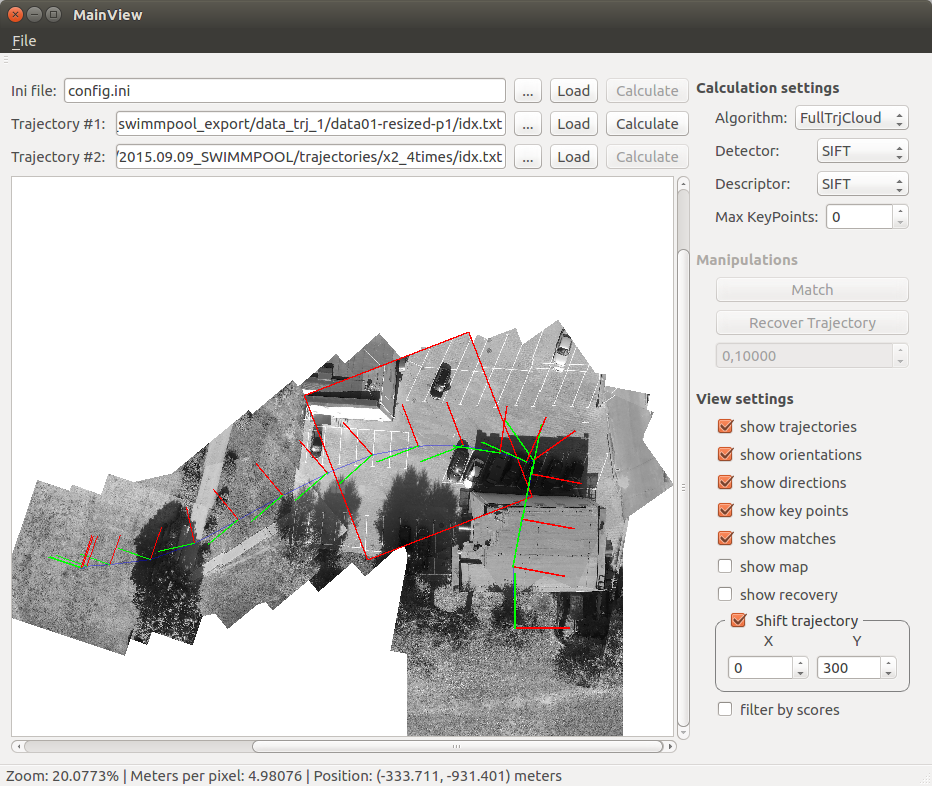 MainView
File
Ini file: config.ini ... Load Calculate
Trajectory #1: _swimmpool_export/data_trj_1/data01-resized-p1/idx.txt ... Load Calculate
Trajectory #2: /2015.09.09_SWIMMPOOL/trajectories/x2_4times/idx.txt ... Load Calculate
Calculation settings
Algorithm: FullTrjCloud
Detector: SIFT
Descriptor: SIFT
Max KeyPoints: 0
Manipulations
Match
Recover Trajectory
0,10000
View settings
show trajectories
show orientations
show directions
show key points
show matches
show map
show recovery
Shift trajectory
X Y
0 300
filter by scores
Zoom: 20.0773% | Meters per pixel: 4.98076 | Position: (-333.711, -931.401) meters